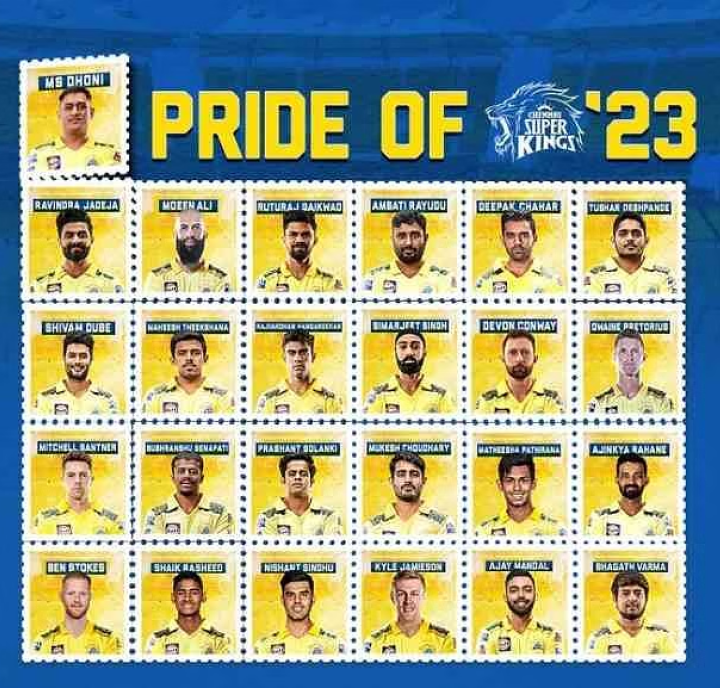 MS DHONI
PRIDE OF CHENNAI SUPER KINGS '23
RAVINDRA JADEJA
MOEEN ALI
RUTURAJ GAIKWAD
AMBATI RAYUDU
DEEPAK CHAHAR
TUSHAR DESHPANDE
SHIVAM DUBE
MAHEESH THEEKSHANA
RAJVARDHAN HANGARGEKAR
SIMARJEET SINGH
DEVON CONWAY
DWAINE PRETORIUS
MITCHELL SANTNER
SUBHRANSHU SENAPATI
PRASHANT SOLANKI
MUKESH CHOUDHARY
MATHEESHA PATHIRANA
AJINKYA RAHANE
BEN STOKES
SHAIK RASHEED
NISHANT SINDHU
KYLE JAMIESON
AJAY MANDAL
BHAGATH VARMA